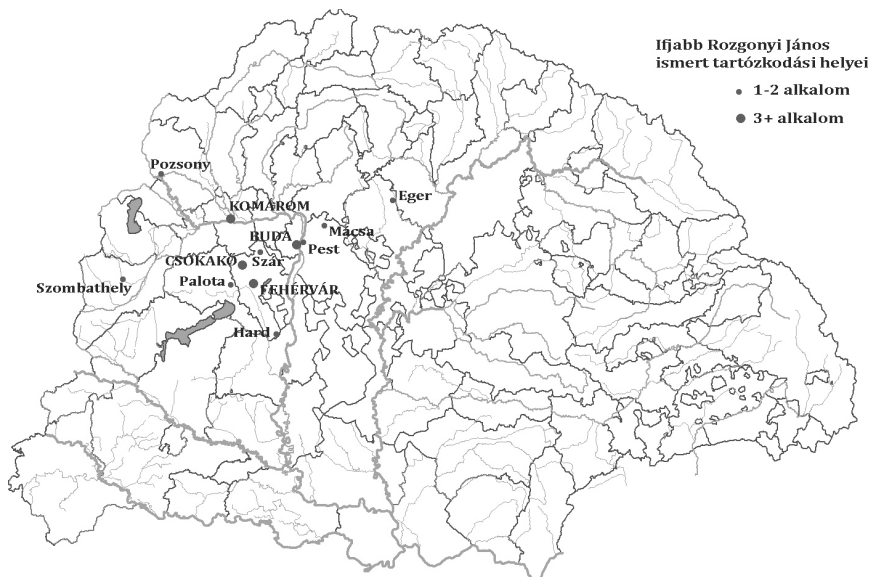 Ifjabb Rozgonyi János
ismert tartózkodási helyei
1-2 alkalom
3+ alkalom
Pozsony
Eger
KOMÁROM
Mácsa
BUDA
Pest
CSÓKAKŐ
Szár
Szombathely
Palota
FEHÉRVÁR
Hard